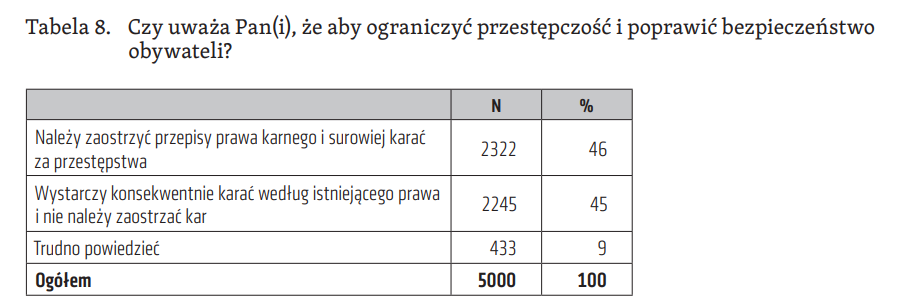 Tabela 8. Czy uważa Pan(i), że aby ograniczyć przestępczość i poprawić bezpieczeństwo
obywateli?
N %
Należy zaostrzyć przepisy prawa karnego i surowiej karać
za przestępstwa 2322 46
Wystarczy konsekwentnie karać według istniejącego prawa
i nie należy zaostrzać kar 2245 45
Trudno powiedzieć 433 9
Ogółem 5000 100